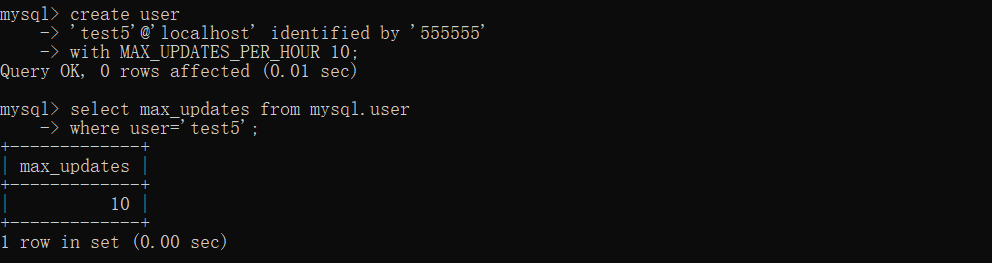 mysql> create user
    -> 'test5'@'localhost' identified by '555555'
    -> with MAX_UPDATES_PER_HOUR 10;
Query OK, 0 rows affected (0.01 sec)

mysql> select max_updates from mysql.user
    -> where user='test5';
+-------------+
| max_updates |
+-------------+
|          10 |
+-------------+
1 row in set (0.00 sec)